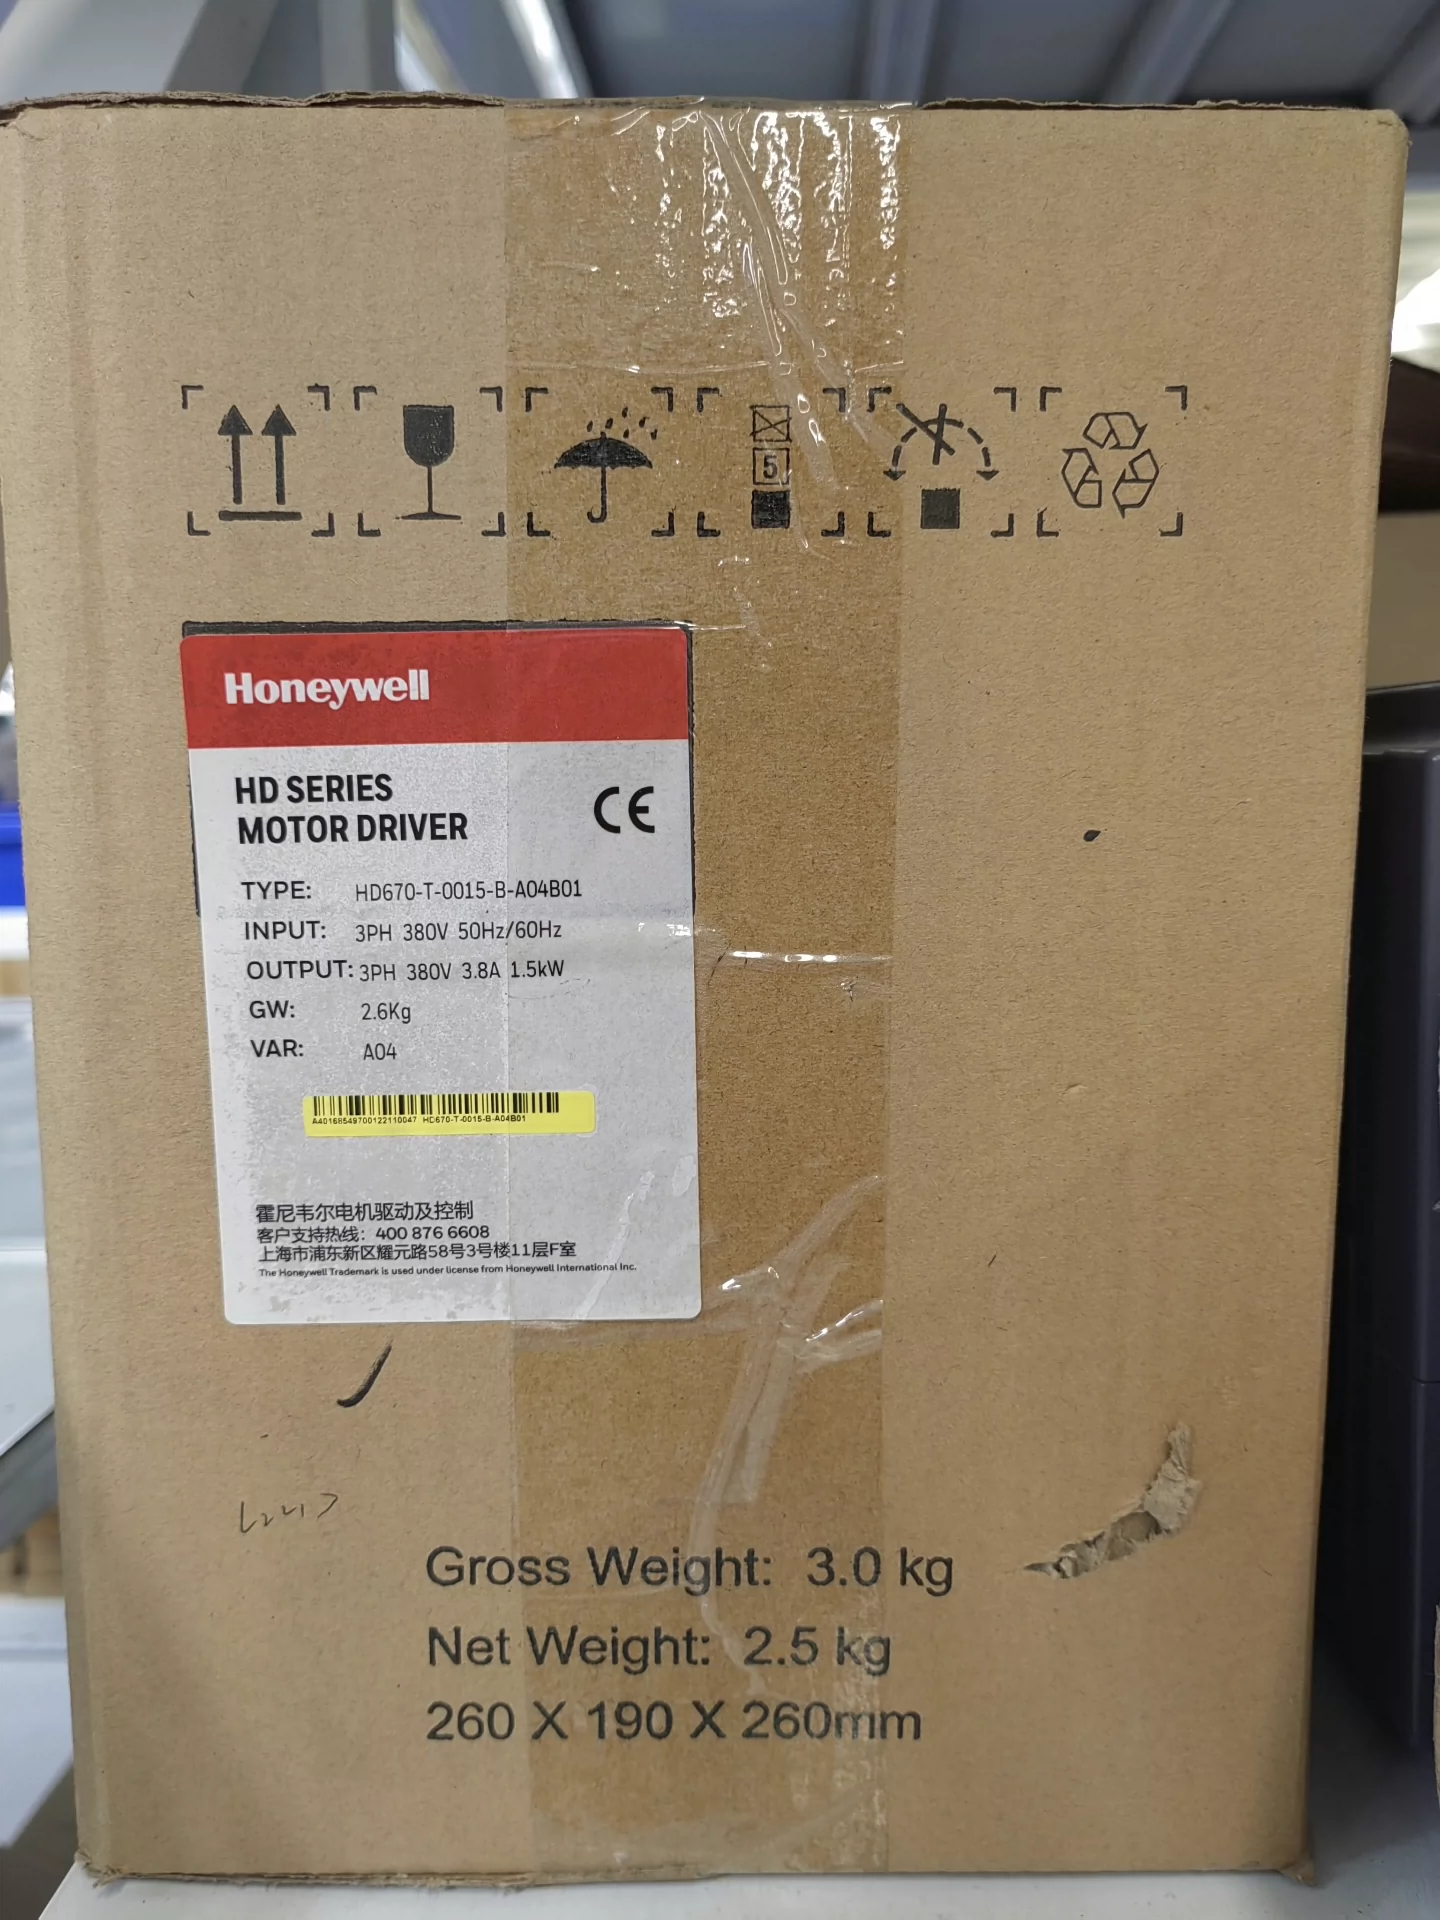 5
Honeywell
HD SERIES
MOTOR DRIVER
CE
TYPE: HD670-T-0015-B-A04B01
INPUT: 3PH 380V 50Hz/60Hz
OUTPUT: 3PH 380V 3.8A 1.5kW
GW: 2.6Kg
VAR: A04
A40168549700122110047 HD670-T-0015-B-A04B01
霍尼韦尔电机驱动及控制
客户支持热线：400 876 6608
上海市浦东新区耀元路58号3号楼11层F室
The Honeywell Trademark is used under license from Honeywell International Inc.
Gross Weight: 3.0 kg
Net Weight: 2.5 kg
260 X 190 X 260mm